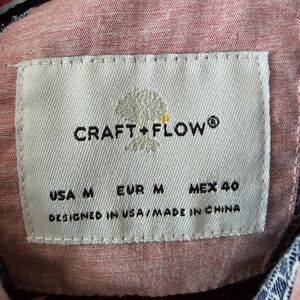 CRAFT+FLOW®
USA M EUR M MEX 40
DESIGNED IN USA/MADE IN CHINA